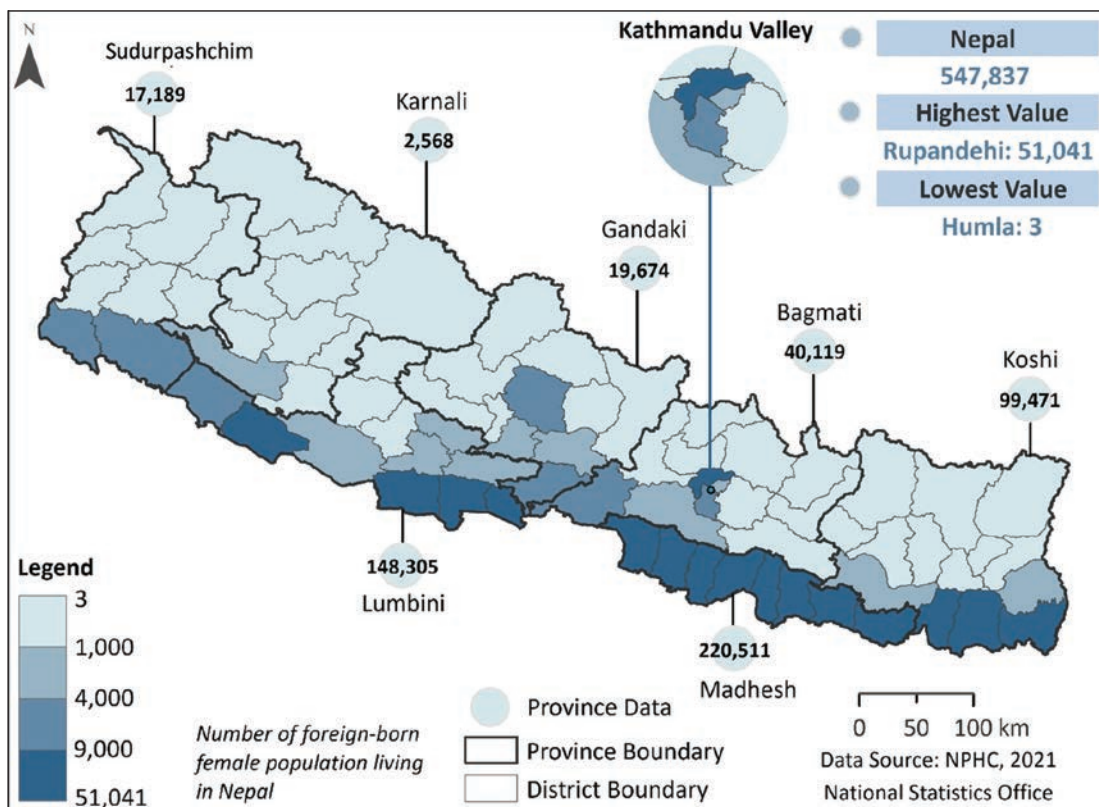 N
Sudurpashchim
17,189
Karnali
2,568
Kathmandu Valley
Nepal
547,837
Highest Value
Rupandehi: 51,041
Lowest Value
Humla: 3
Gandaki
19,674
Bagmati
40,119
Koshi
99,471
148,305
Lumbini
220,511
Madhesh
Legend
3
1,000
4,000
9,000
51,041
Number of foreign-born
female population living
in Nepal
Province Data
Province Boundary
District Boundary
0 50 100 km
Data Source: NPHC, 2021
National Statistics Office